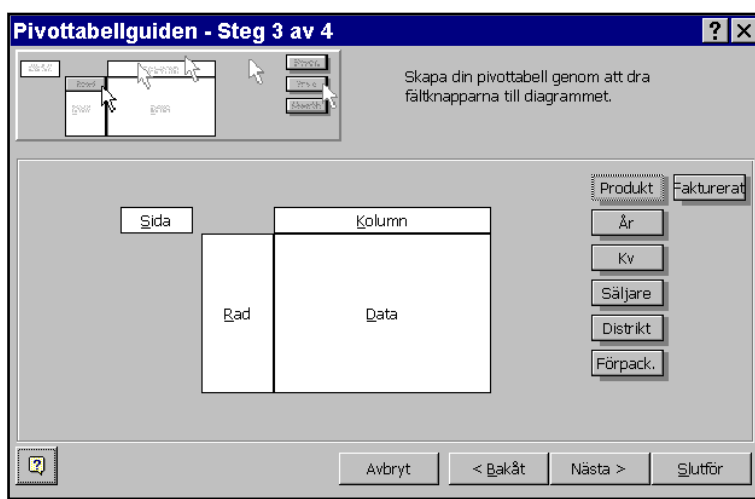 Pivottabellguiden - Steg 3 av 4
Skapa din pivottabell genom att dra
fältknapparna till diagrammet.
Produkt
Fakturerat
Sida
Kolumn
År
Kv
Rad
Data
Säljare
Distrikt
Förpack.
Avbryt
< Bakåt
Nästa >
Slutför